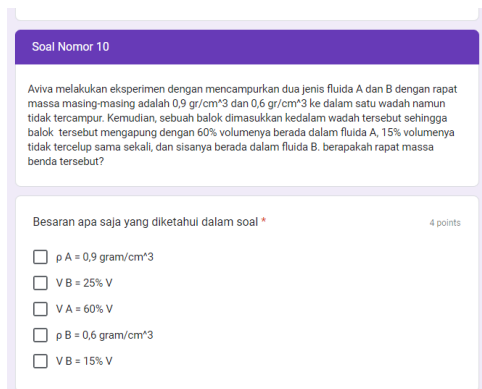 Soal Nomor 10
Aviva melakukan eksperimen dengan mencampurkan dua jenis fluida A dan B dengan rapat
massa masing-masing adalah 0,9 gr/cm^3 dan 0,6 gr/cm^3 ke dalam satu wadah namun
tidak tercampur. Kemudian, sebuah balok dimasukkan kedalam wadah tersebut sehingga
balok tersebut mengapung dengan 60% volumenya berada dalam fluida A, 15% volumenya
tidak tercelup sama sekali, dan sisanya berada dalam fluida B. berapakah rapat massa
benda tersebut?
Besaran apa saja yang diketahui dalam soal *
4 points
ρ A = 0,9 gram/cm^3
V B = 25% V
V A = 60% V
ρ B = 0,6 gram/cm^3
V B = 15% V